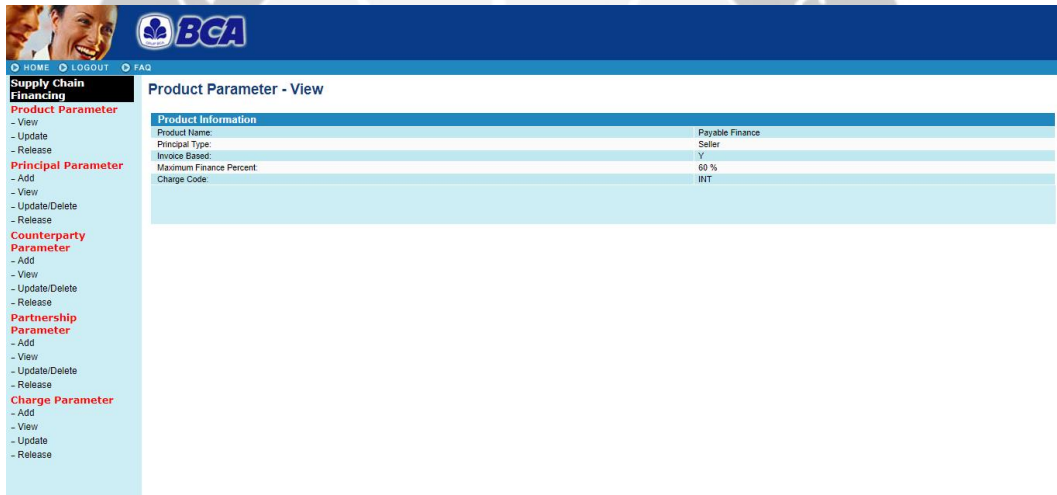 BCA
HOME LOGOUT FAQ
Supply Chain
Financing
Product Parameter
- View
- Update
- Release
Principal Parameter
- Add
- View
- Update/Delete
- Release
Counterparty
Parameter
- Add
- View
- Update/Delete
- Release
Partnership
Parameter
- Add
- View
- Update/Delete
- Release
Charge Parameter
- Add
- View
- Update
- Release
Product Parameter - View
Product Information
Product Name: Payable Finance
Principal Type: Seller
Invoice Based: Y
Maximum Finance Percent: 60 %
Charge Code: INT